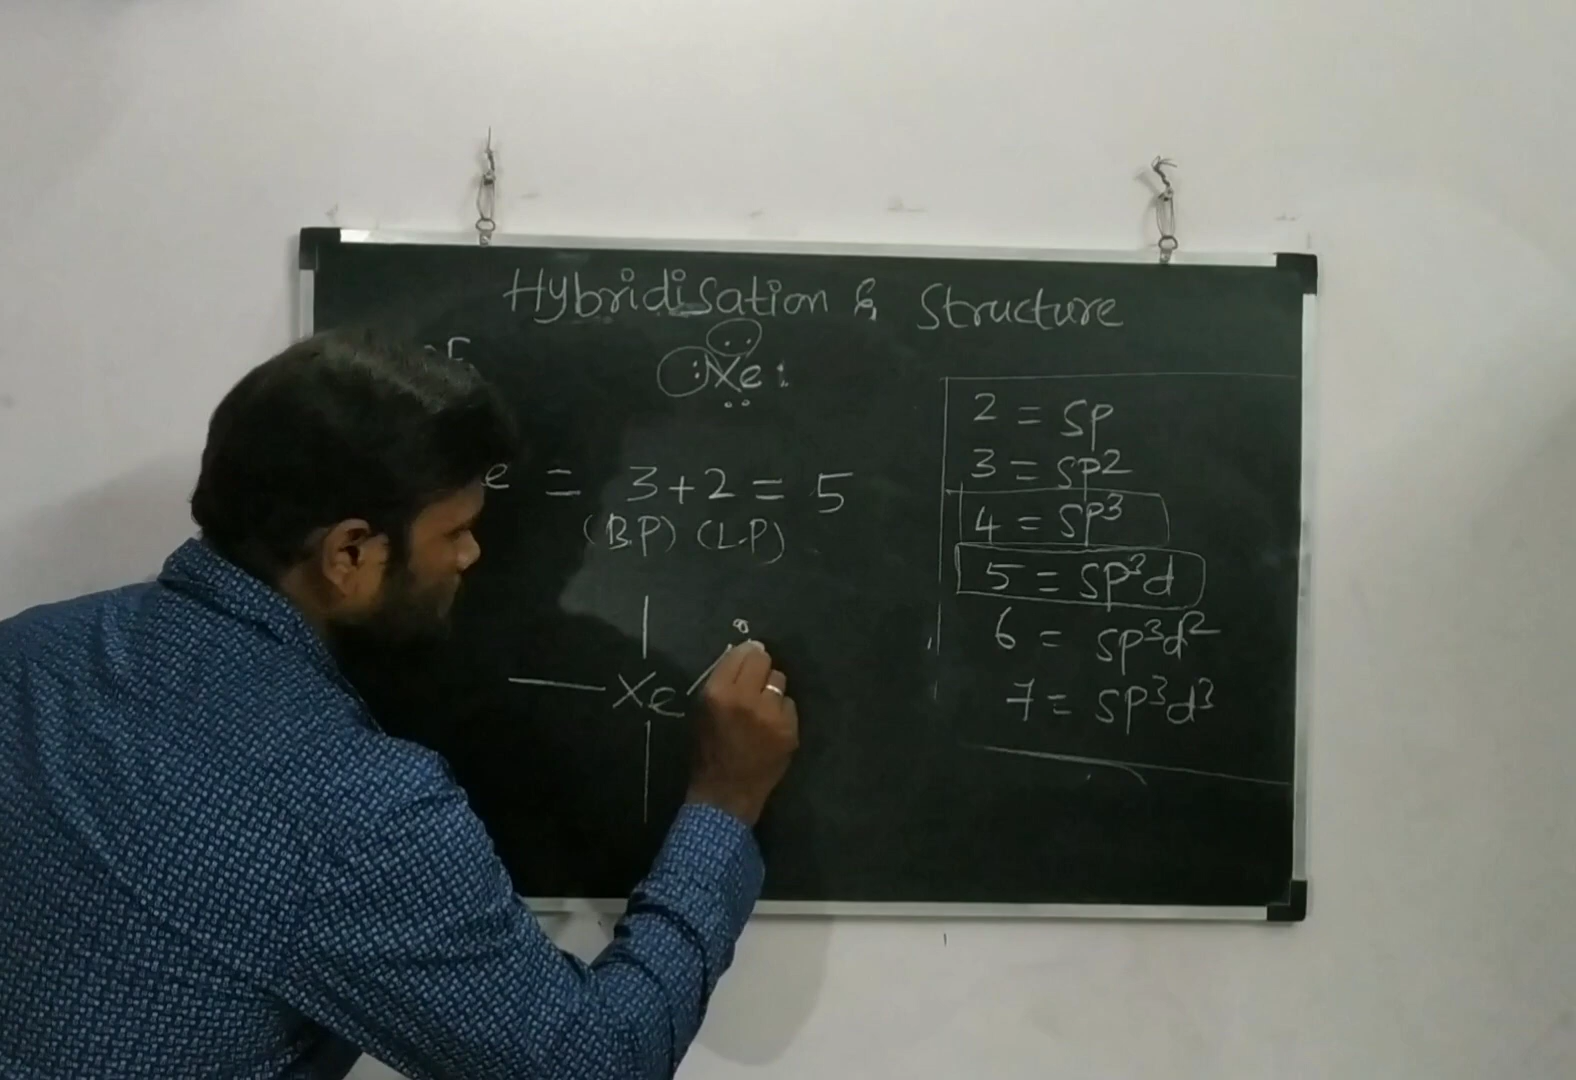 Hybridisation & Structure
:Xe:
e = 3+2 = 5
(B.P) (L.P)
Xe
2 = SP
3 = SP2
4 = SP3
5 = SP3d
6 = SP3d2
7 = SP3d3